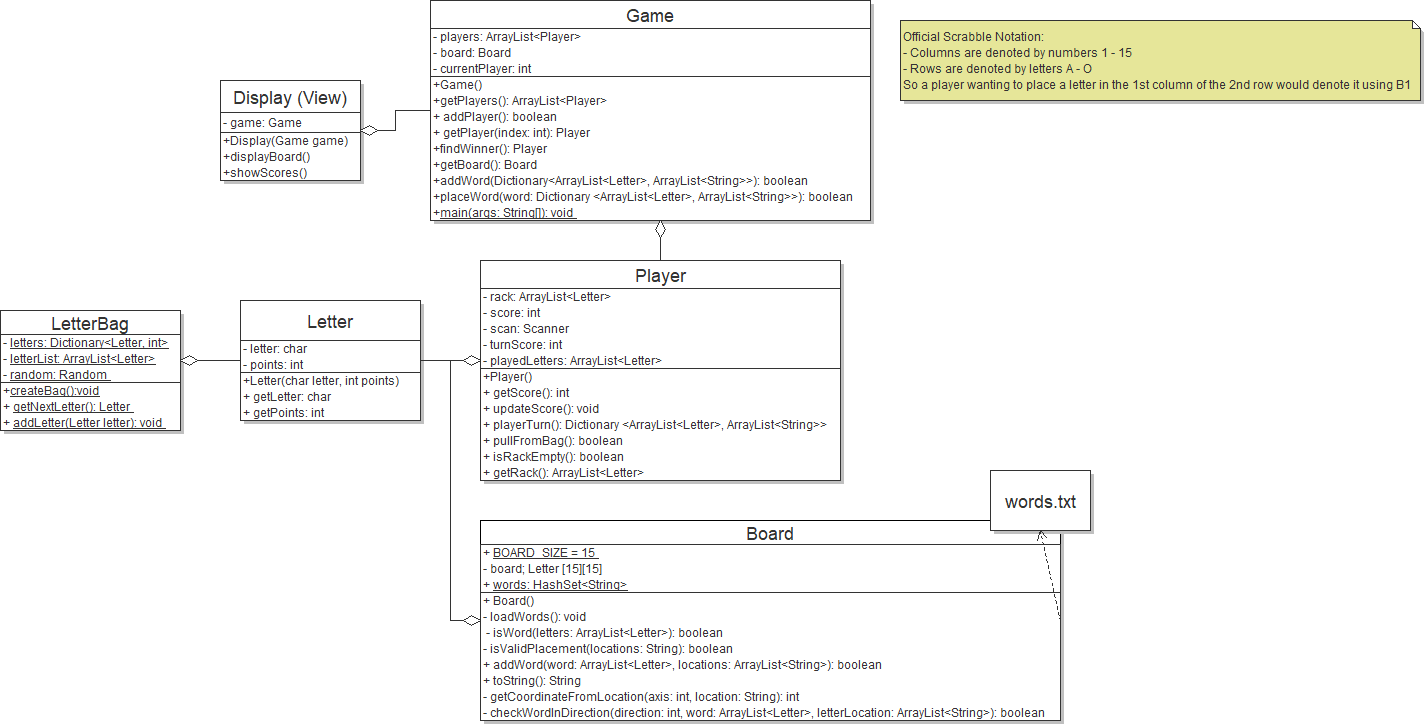 Game
- players: ArrayList<Player>
- board: Board
- currentPlayer: int
+Game()
+getPlayers(): ArrayList<Player>
+ addPlayer(): boolean
+ getPlayer(index: int): Player
+findWinner(): Player
+getBoard(): Board
+addWord(Dictionary<ArrayList<Letter>, ArrayList<String>>): boolean
+placeWord(word: Dictionary <ArrayList<Letter>, ArrayList<String>>): boolean
+main(args: String[]): void
Official Scrabble Notation:
- Columns are denoted by numbers 1 - 15
- Rows are denoted by letters A - O
So a player wanting to place a letter in the 1st column of the 2nd row would denote it using B1
Display (View)
- game: Game
+Display(Game game)
+displayBoard()
+showScores()
Player
- rack: ArrayList<Letter>
- score: int
- scan: Scanner
- turnScore: int
- playedLetters: ArrayList<Letter>
+Player()
+ getScore(): int
+ updateScore(): void
+ playerTurn(): Dictionary <ArrayList<Letter>, ArrayList<String>>
+ pullFromBag(): boolean
+ isRackEmpty(): boolean
+ getRack(): ArrayList<Letter>
Letter
- letter: char
- points: int
+Letter(char letter, int points)
+ getLetter: char
+ getPoints: int
LetterBag
- letters: Dictionary<Letter, int>
- letterList: ArrayList<Letter>
- random: Random
+createBag():void
+ getNextLetter(): Letter
+ addLetter(Letter letter): void
words.txt
Board
+ BOARD_SIZE = 15
- board; Letter [15][15]
+ words: HashSet<String>
+ Board()
- loadWords(): void
- isWord(letters: ArrayList<Letter>): boolean
- isValidPlacement(locations: String): boolean
+ addWord(word: ArrayList<Letter>, locations: ArrayList<String>): boolean
+ toString(): String
- getCoordinateFromLocation(axis: int, location: String): int
- checkWordInDirection(direction: int, word: ArrayList<Letter>, letterLocation: ArrayList<String>): boolean